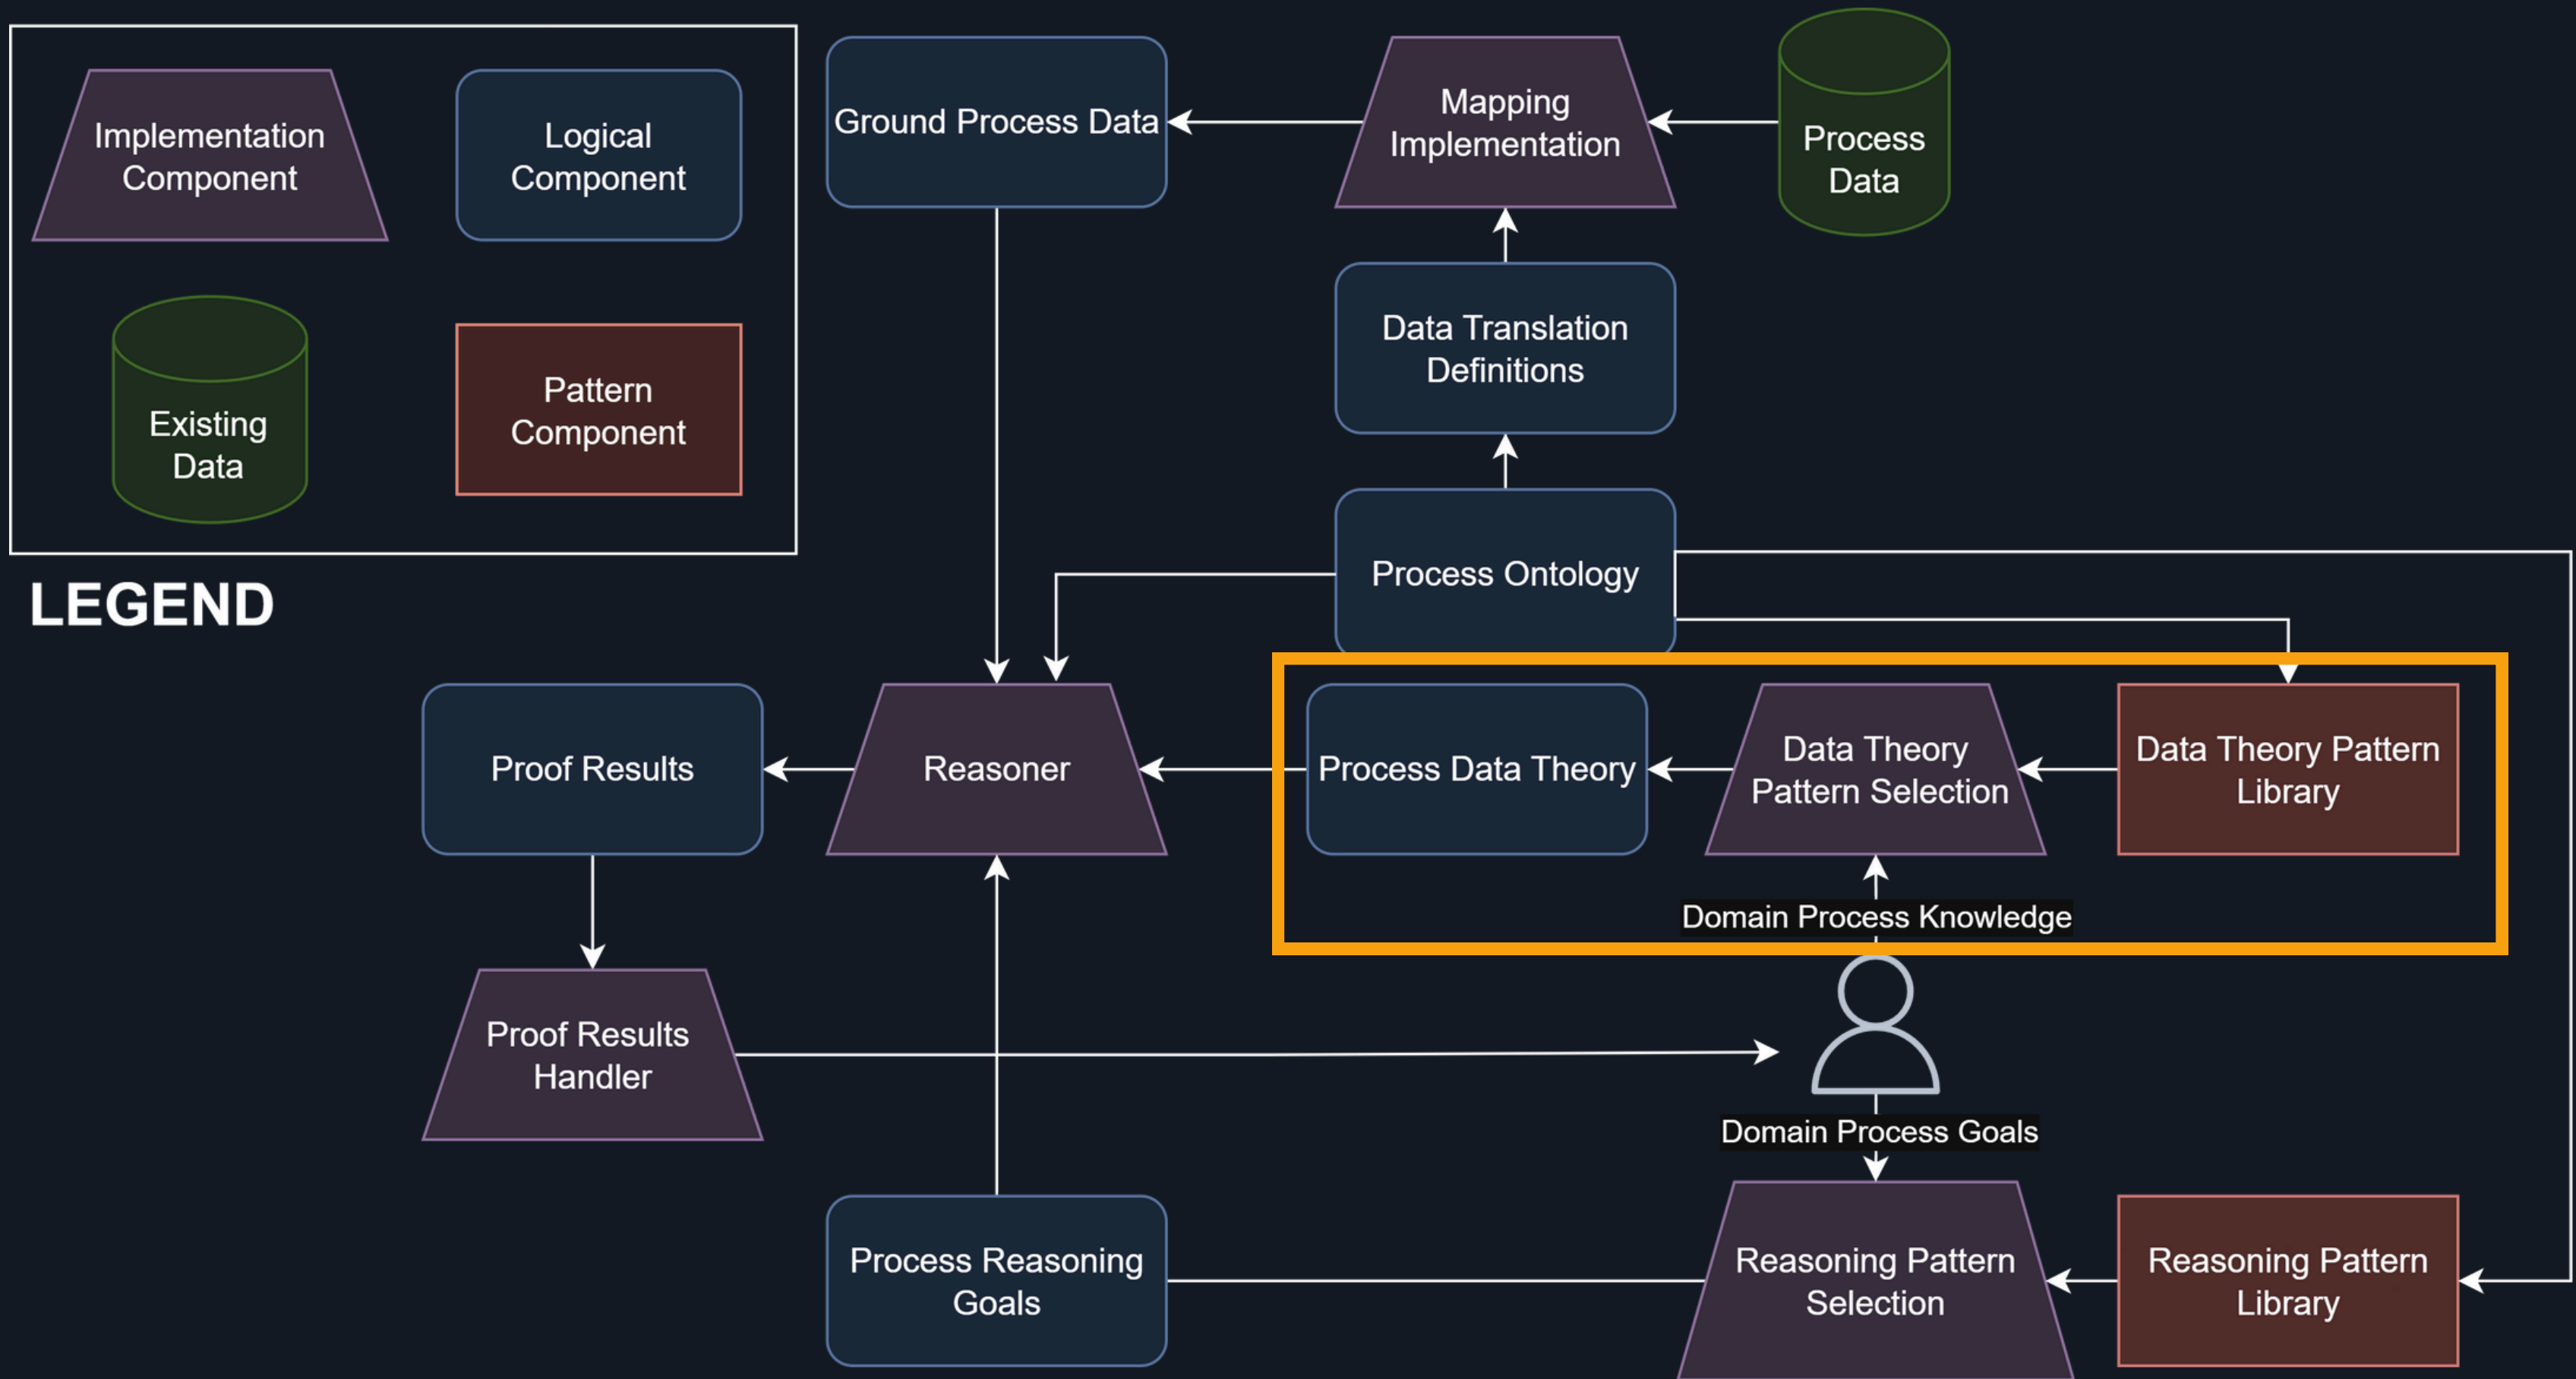 Implementation
Component
Logical
Component
Existing
Data
Pattern
Component
LEGEND
Ground Process Data
Mapping
Implementation
Process
Data
Data Translation
Definitions
Process Ontology
Proof Results
Reasoner
Process Data Theory
Data Theory
Pattern Selection
Data Theory Pattern
Library
Domain Process Knowledge
Proof Results
Handler
Domain Process Goals
Process Reasoning
Goals
Reasoning Pattern
Selection
Reasoning Pattern
Library